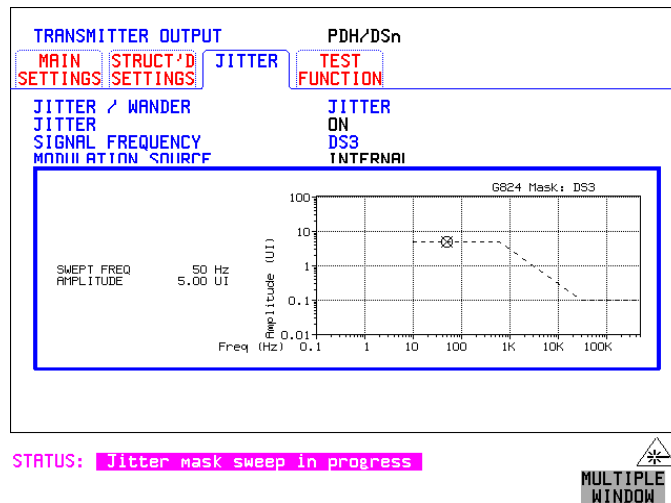 TRANSMITTER OUTPUT PDH/DSn
MAIN SETTINGS STRUCT'D SETTINGS JITTER TEST FUNCTION
JITTER / WANDER JITTER
JITTER ON
SIGNAL FREQUENCY DS3
MODULATION SOURCE INTERNAL
G824 Mask: DS3
100
10
1
0.1
0.01
Amplitude (UI)
SWEPT FREQ 50 Hz
AMPLITUDE 5.00 UI
Freq (Hz) 0.1 1 10 100 1K 10K 100K
STATUS: Jitter mask sweep in progress
MULTIPLE
WINDOW